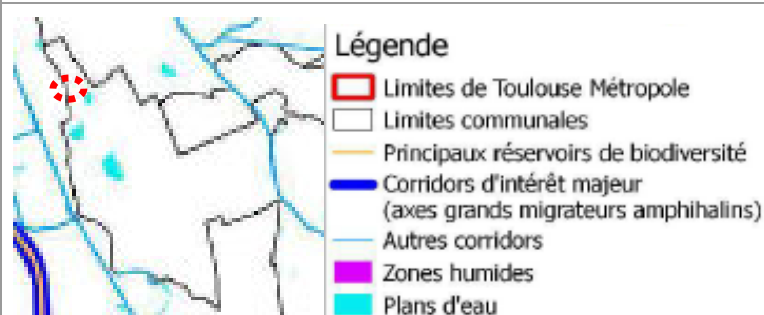 Légende
Limites de Toulouse Métropole
Limites communales
Principaux réservoirs de biodiversité
Corridors d'intérêt majeur
(axes grands migrateurs amphihalins)
Autres corridors
Zones humides
Plans d'eau